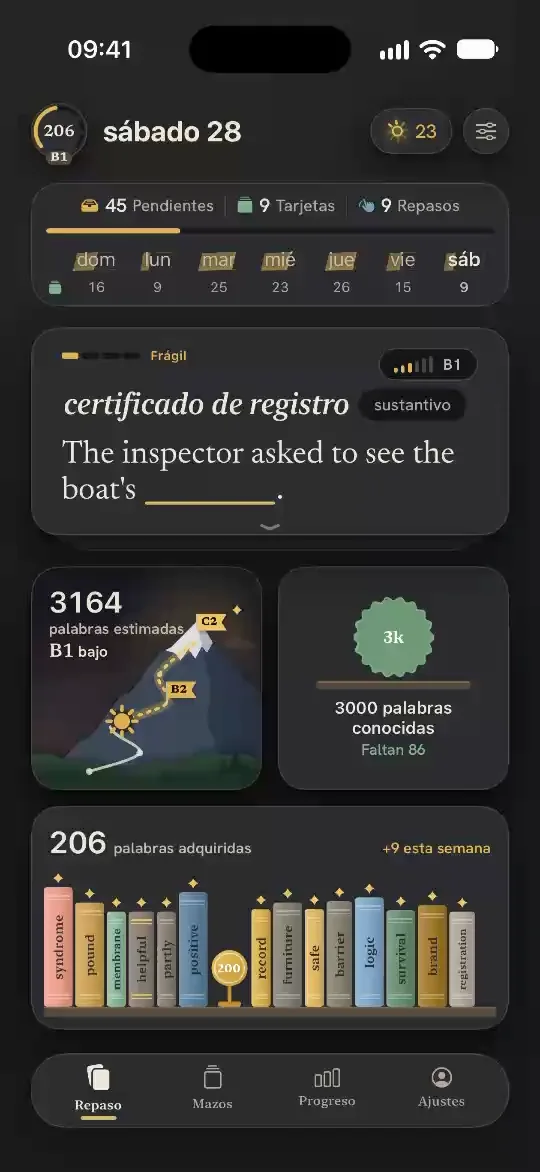 09:41
206
B1
sábado 28
23
45 Pendientes
9 Tarjetas
9 Repasos
dom lun mar mié jue vie sáb
16 9 25 23 26 15 9
Frágil
B1
certificado de registro
sustantivo
The inspector asked to see the
boat's ________.
3164
palabras estimadas
B1 bajo
C2
B2
3k
3000 palabras
conocidas
Faltan 86
206 palabras adquiridas
+9 esta semana
syndrome
pound
membrane
helpful
partly
positive
200
record
furniture
safe
barrier
logic
survival
brand
registration
Repaso
Mazos
Progreso
Ajustes